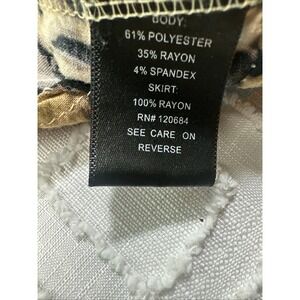 BODY:
61% POLYESTER
35% RAYON
4% SPANDEX
SKIRT:
100% RAYON
RN# 120684
SEE CARE ON
REVERSE